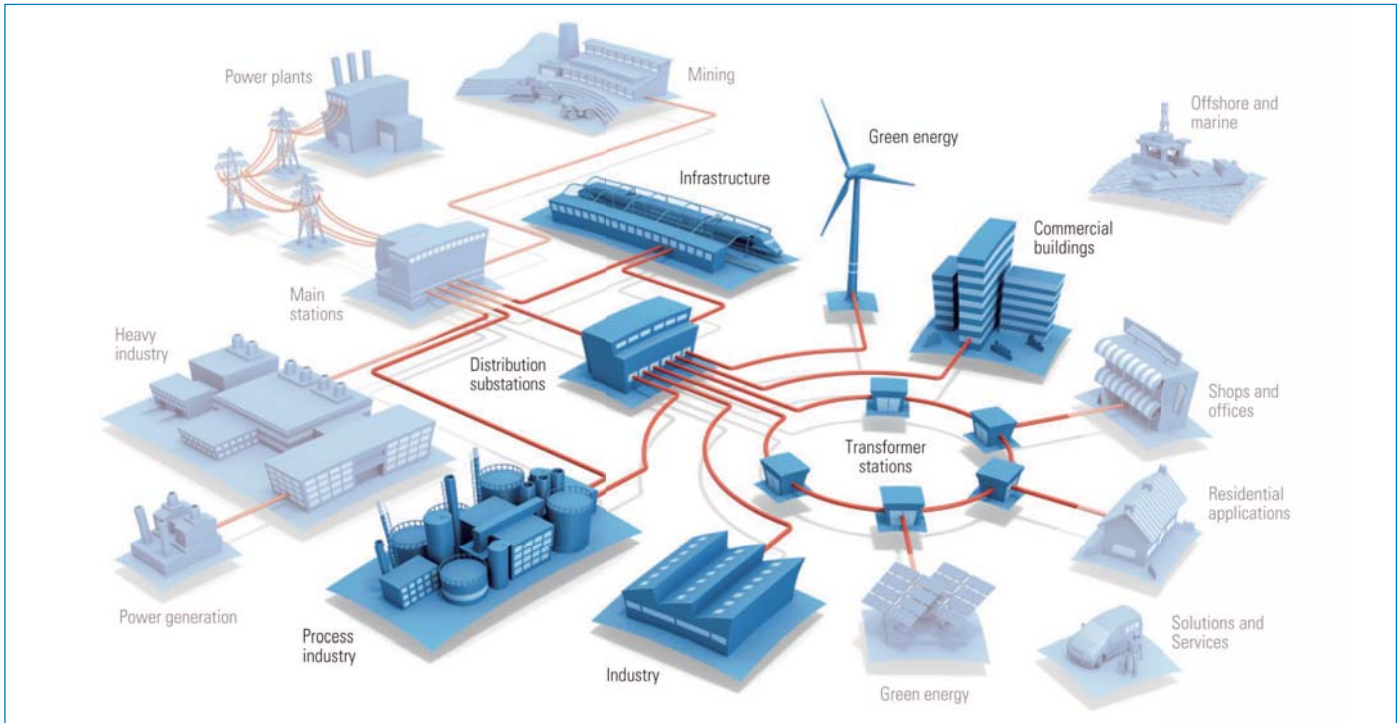 Power plants
Mining
Offshore and
marine
Green energy
Infrastructure
Commercial
buildings
Main
stations
Heavy
industry
Distribution
substations
Shops and
offices
Transformer
stations
Residential
applications
Power generation
Process
industry
Industry
Green energy
Solutions and
Services